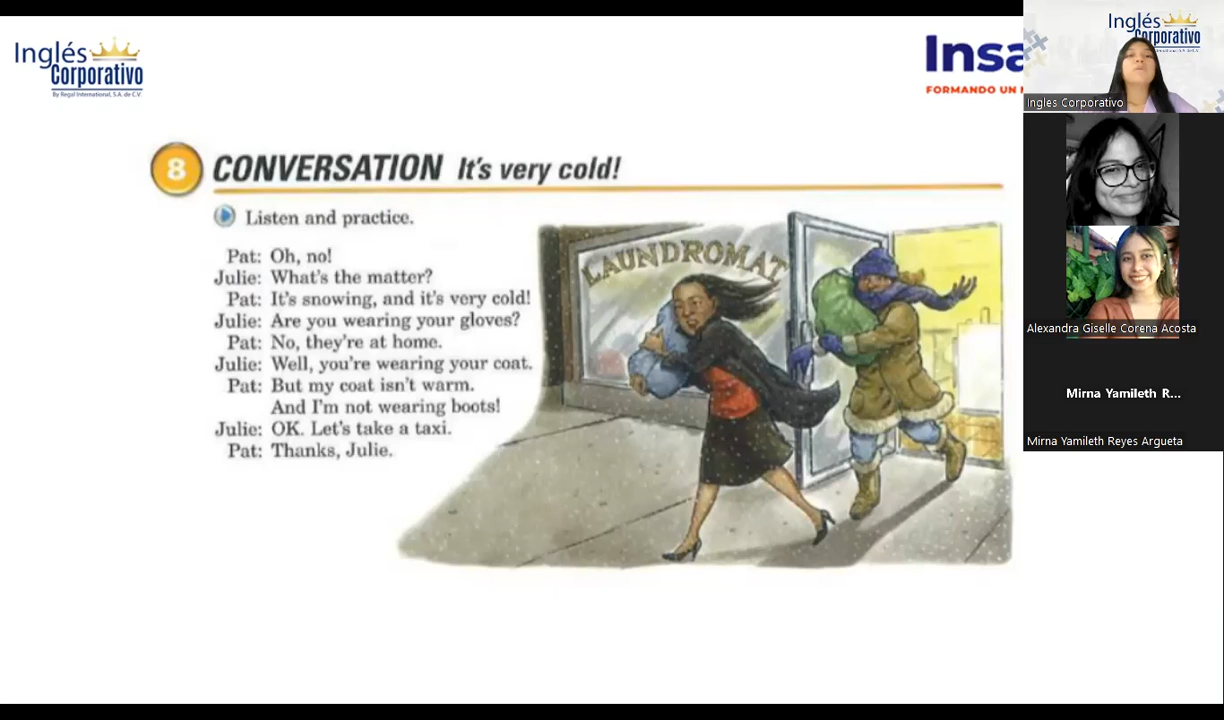 Inglés
Corporativo
By Regal International, S.A. de C.V.
FORMANDO UN
8 CONVERSATION It's very cold!
Listen and practice.
Pat: Oh, no!
Julie: What's the matter?
Pat: It's snowing, and it's very cold!
Julie: Are you wearing your gloves?
Pat: No, they're at home.
Julie: Well, you're wearing your coat.
Pat: But my coat isn't warm.
And I'm not wearing boots!
Julie: OK. Let's take a taxi.
Pat: Thanks, Julie.
LAUNDROMAT
Inglés
Corporativo
Ingles Corporativo
Alexandra Giselle Corena Acosta
Mirna Yamileth R...
Mirna Yamileth Reyes Argueta